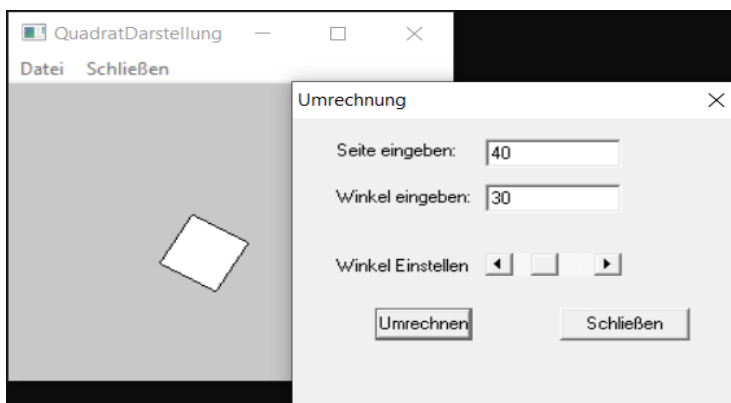 QuadratDarstellung
Datei Schließen
Umrechnung
Seite eingeben: 40
Winkel eingeben: 30
Winkel Einstellen
Umrechnen Schließen